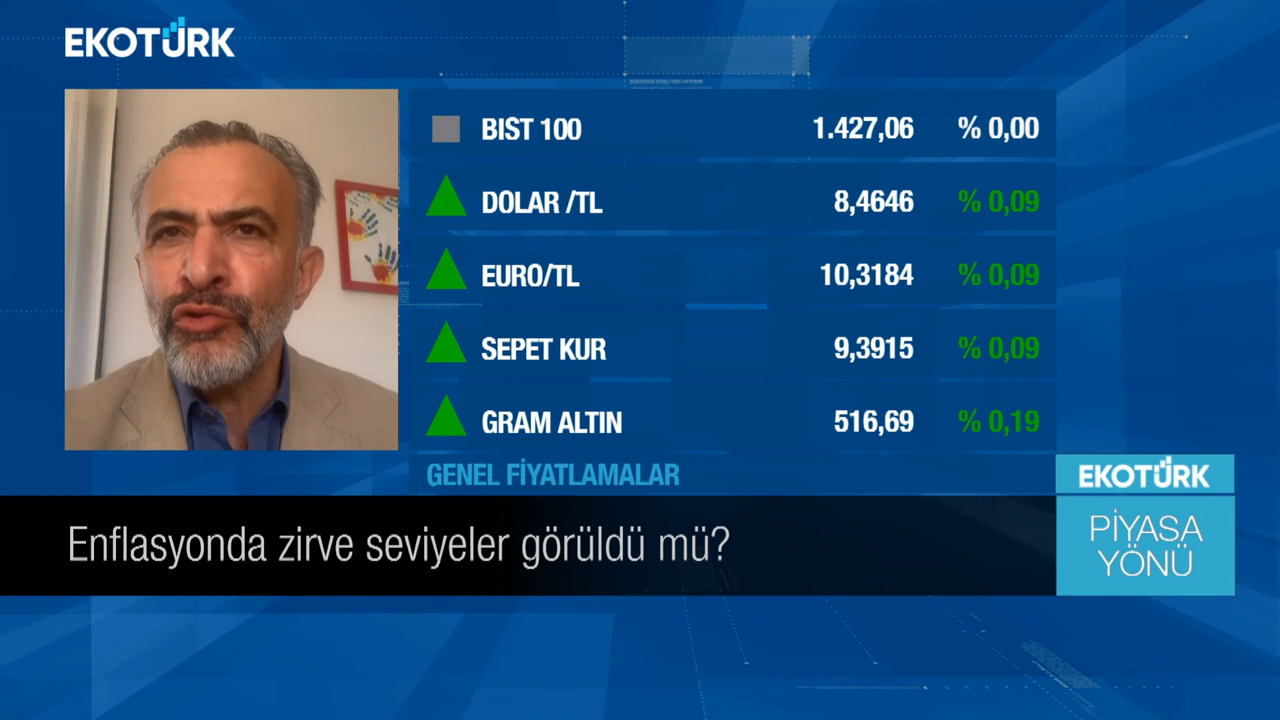 EKOTÜRK
BIST 100 1.427,06 % 0,00
DOLAR /TL 8,4646 % 0,09
EURO/TL 10,3184 % 0,09
SEPET KUR 9,3915 % 0,09
GRAM ALTIN 516,69 % 0,19
GENEL FİYATLAMALAR
EKOTÜRK
Enflasyonda zirve seviyeler görüldü mü?
PİYASA
YÖNÜ